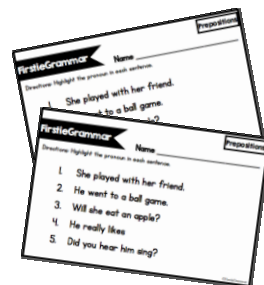 Prepositions
FirstieGrammar
Name
Directions: Highlight the pronoun in each sentence.
1. She played with her friend.
to a ball game.
?
Prepositions
FirstieGrammar
Name
Directions: Highlight the pronoun in each sentence.
1. She played with her friend.
2. He went to a ball game.
3. Will she eat an apple?
4. He really likes
5. Did you hear him sing?